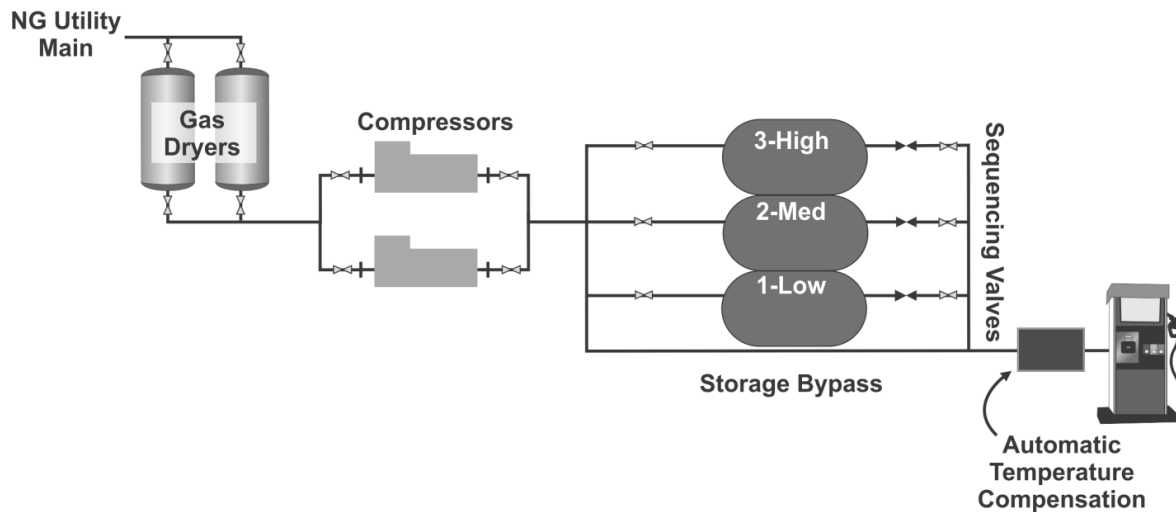 NG Utility
Main
Gas
Dryers
Compressors
3-High
2-Med
1-Low
Sequencing Valves
Storage Bypass
Automatic
Temperature
Compensation